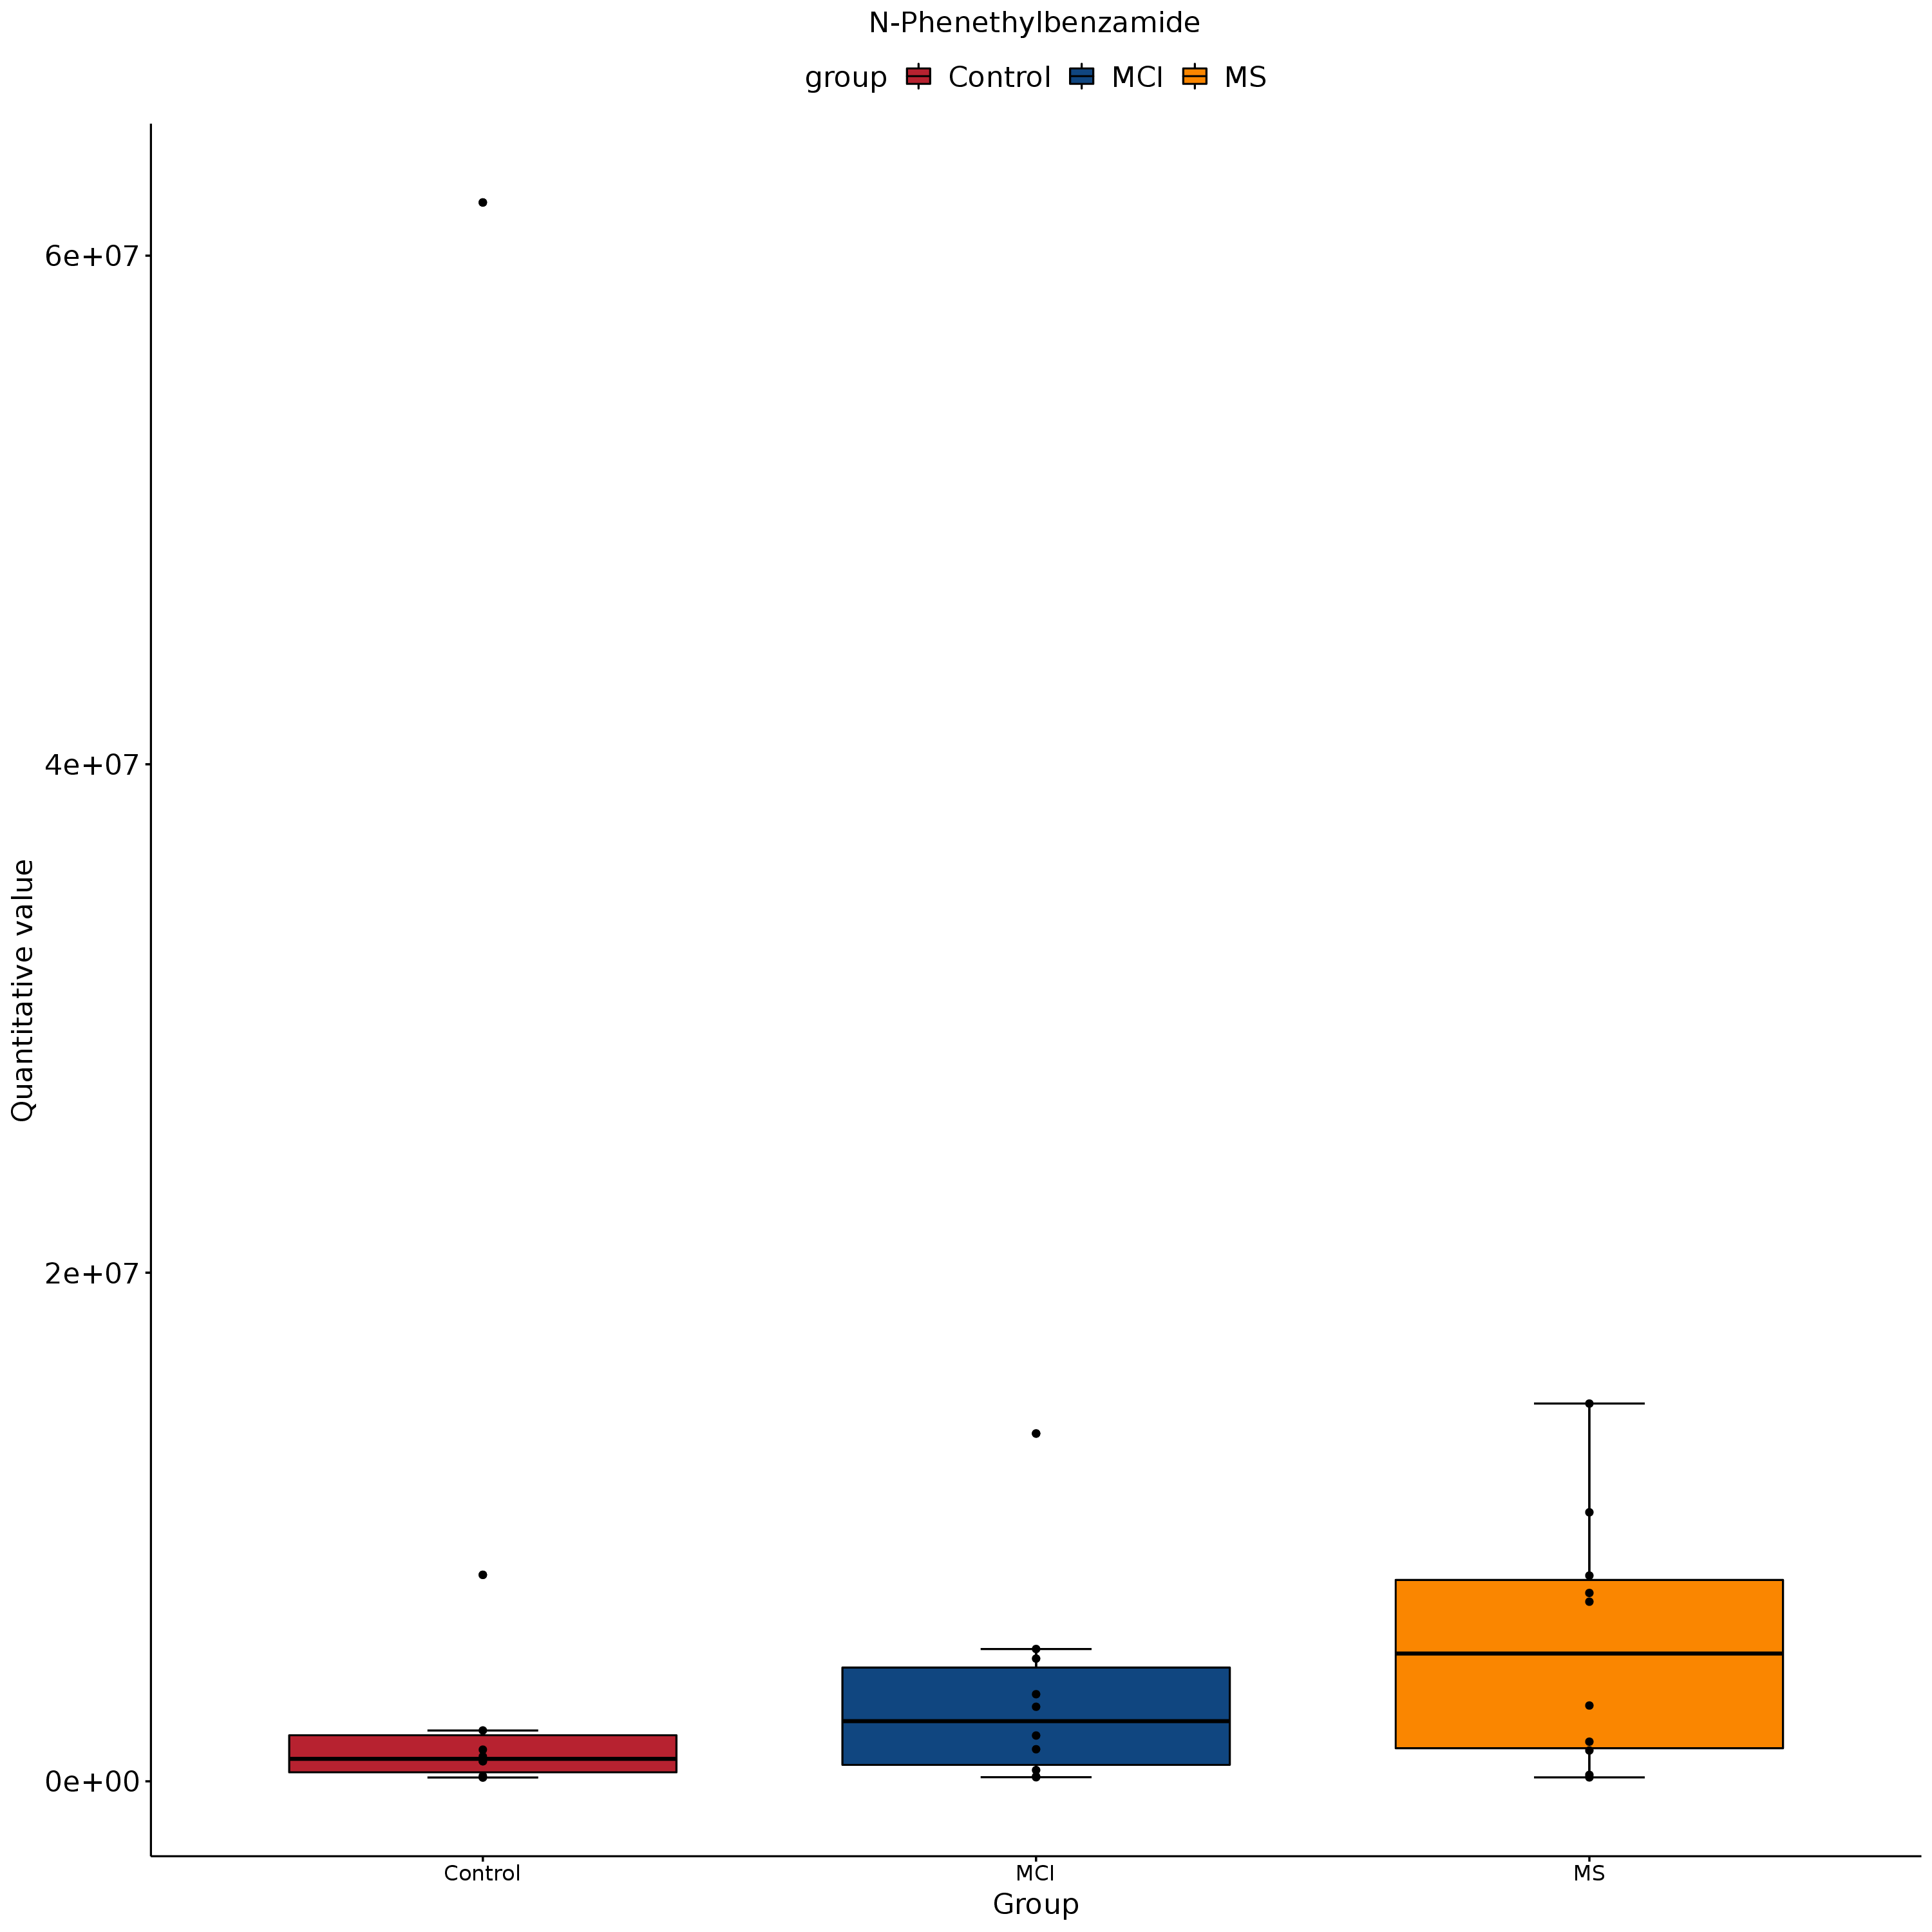 N-Phenethylbenzamide
group Control MCI MS
Quantitative value
6e+07
4e+07
2e+07
0e+00
Control MCI MS
Group